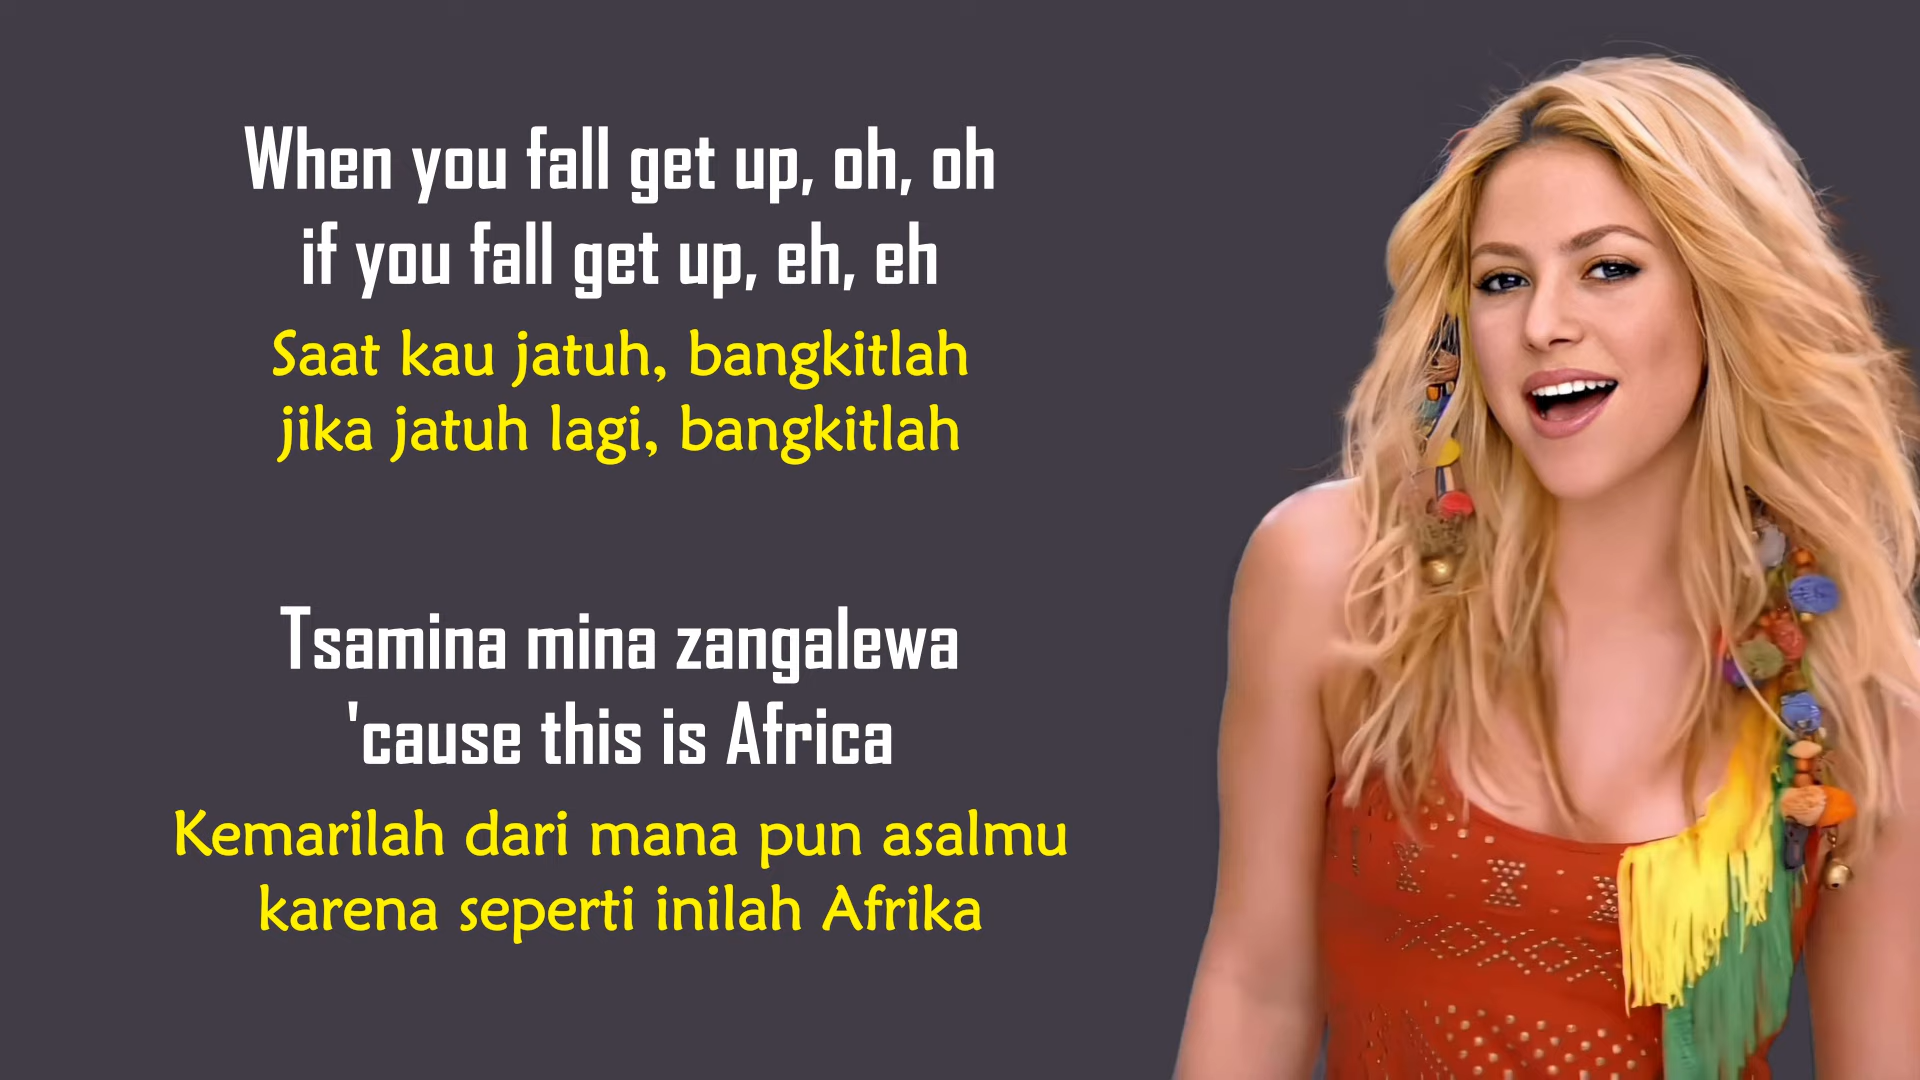 When you fall get up, oh, oh
if you fall get up, eh, eh
Saat kau jatuh, bangkitlah
jika jatuh lagi, bangkitlah
Tsamina mina zangalewa
'cause this is Africa
Kemarilah dari mana pun asalmu
karena seperti inilah Afrika